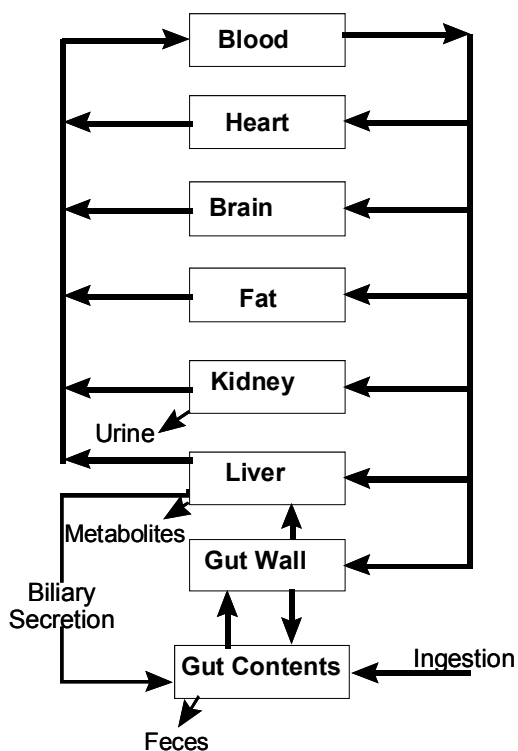 Blood
Heart
Brain
Fat
Kidney
Urine
Liver
Metabolites
Gut Wall
Biliary
Secretion
Gut Contents
Ingestion
Feces